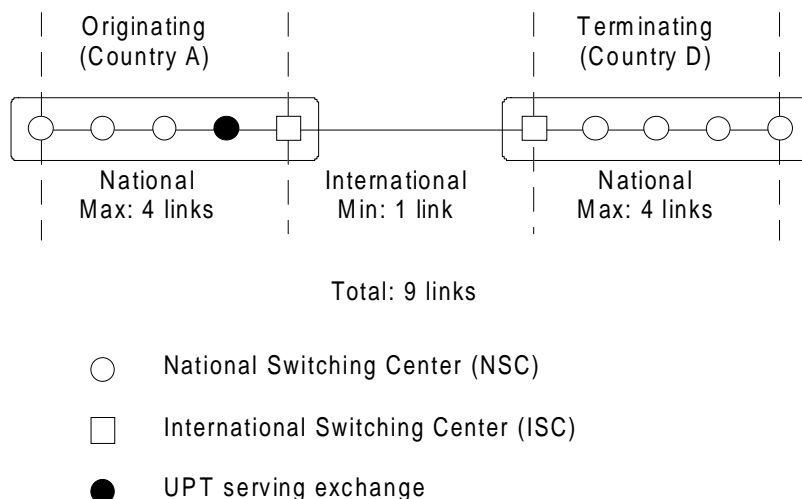 Originating
(Country A)
Terminating
(Country D)
National
Max: 4 links
International
Min: 1 link
National
Max: 4 links
Total: 9 links
National Switching Center (NSC)
International Switching Center (ISC)
UPT serving exchange